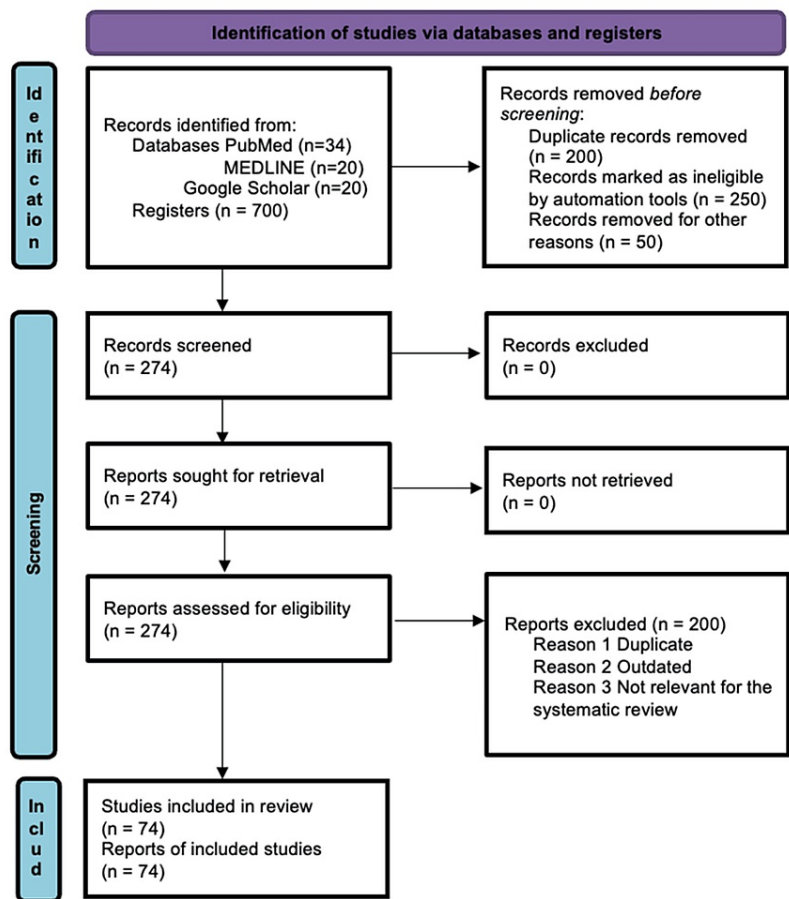 Identification of studies via databases and registers
Id
e
nt
ifi
c
at
io
n
Records identified from:
Databases PubMed (n=34)
MEDLINE (n=20)
Google Scholar (n=20)
Registers (n = 700)
Records removed before
screening:
Duplicate records removed
(n = 200)
Records marked as ineligible
by automation tools (n = 250)
Records removed for other
reasons (n = 50)
Screening
Records screened
(n = 274)
Records excluded
(n = 0)
Reports sought for retrieval
(n = 274)
Reports not retrieved
(n = 0)
Reports assessed for eligibility
(n = 274)
Reports excluded (n = 200)
Reason 1 Duplicate
Reason 2 Outdated
Reason 3 Not relevant for the
systematic review
In
cl
u
d
Studies included in review
(n = 74)
Reports of included studies
(n = 74)